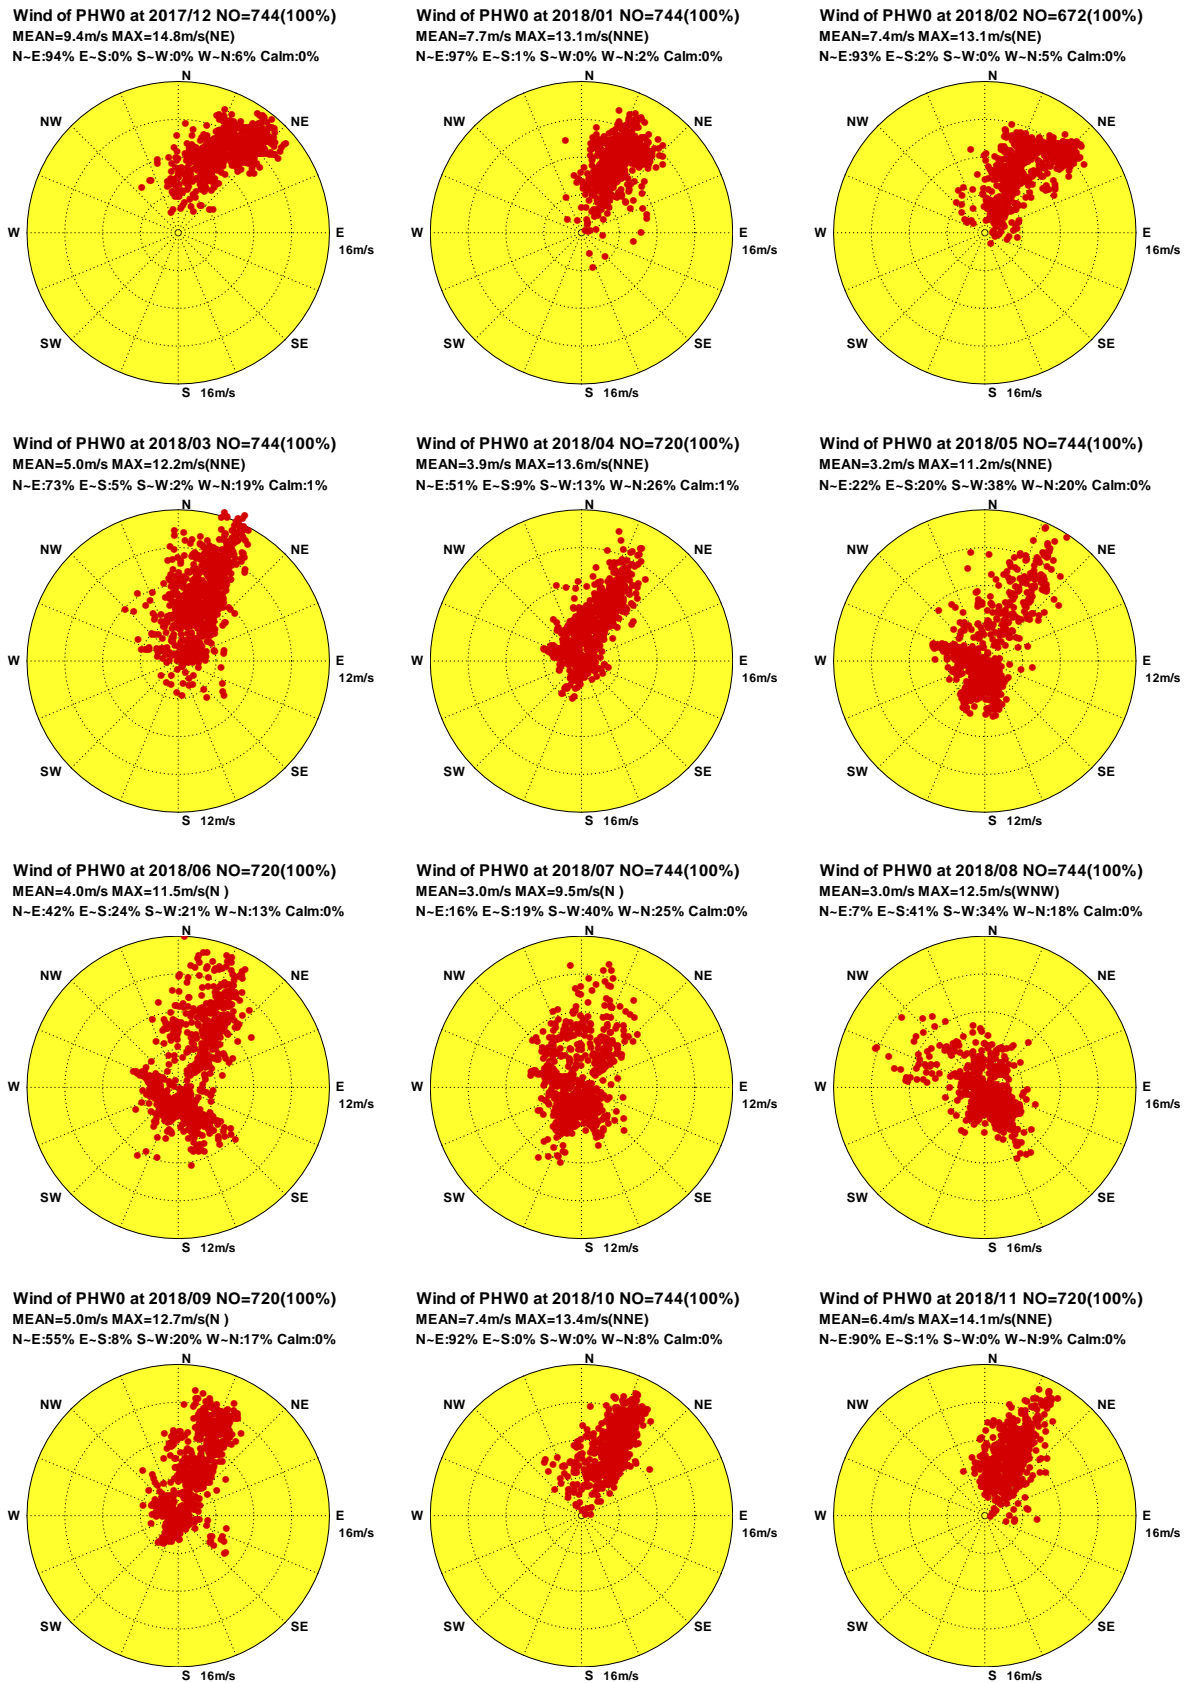 Wind of PHW0 at 2017/12 NO=744(100%)
MEAN=9.4m/s MAX=14.8m/s(NE)
N~E:94% E~S:0% S~W:0% W~N:6% Calm:0%
N
NW
NE
W
E
16m/s
SW
SE
S 16m/s
Wind of PHW0 at 2018/01 NO=744(100%)
MEAN=7.7m/s MAX=13.1m/s(NNE)
N~E:97% E~S:1% S~W:0% W~N:2% Calm:0%
N
NW
NE
W
E
16m/s
SW
SE
S 16m/s
Wind of PHW0 at 2018/02 NO=672(100%)
MEAN=7.4m/s MAX=13.1m/s(NE)
N~E:93% E~S:2% S~W:0% W~N:5% Calm:0%
N
NW
NE
W
E
16m/s
SW
SE
S 16m/s
Wind of PHW0 at 2018/03 NO=744(100%)
MEAN=5.0m/s MAX=12.2m/s(NNE)
N~E:73% E~S:5% S~W:2% W~N:19% Calm:1%
N
NW
NE
W
E
12m/s
SW
SE
S 12m/s
Wind of PHW0 at 2018/04 NO=720(100%)
MEAN=3.9m/s MAX=13.6m/s(NNE)
N~E:51% E~S:9% S~W:13% W~N:26% Calm:1%
N
NW
NE
W
E
16m/s
SW
SE
S 16m/s
Wind of PHW0 at 2018/05 NO=744(100%)
MEAN=3.2m/s MAX=11.2m/s(NNE)
N~E:22% E~S:20% S~W:38% W~N:20% Calm:0%
N
NW
NE
W
E
12m/s
SW
SE
S 12m/s
Wind of PHW0 at 2018/06 NO=720(100%)
MEAN=4.0m/s MAX=11.5m/s(N )
N~E:42% E~S:24% S~W:21% W~N:13% Calm:0%
N
NW
NE
W
E
12m/s
SW
SE
S 12m/s
Wind of PHW0 at 2018/07 NO=744(100%)
MEAN=3.0m/s MAX=9.5m/s(N )
N~E:16% E~S:19% S~W:40% W~N:25% Calm:0%
N
NW
NE
W
E
12m/s
SW
SE
S 12m/s
Wind of PHW0 at 2018/08 NO=744(100%)
MEAN=3.0m/s MAX=12.5m/s(WNW)
N~E:7% E~S:41% S~W:34% W~N:18% Calm:0%
N
NW
NE
W
E
16m/s
SW
SE
S 16m/s
Wind of PHW0 at 2018/09 NO=720(100%)
MEAN=5.0m/s MAX=12.7m/s(N )
N~E:55% E~S:8% S~W:20% W~N:17% Calm:0%
N
NW
NE
W
E
16m/s
SW
SE
S 16m/s
Wind of PHW0 at 2018/10 NO=744(100%)
MEAN=7.4m/s MAX=13.4m/s(NNE)
N~E:92% E~S:0% S~W:0% W~N:8% Calm:0%
N
NW
NE
W
E
16m/s
SW
SE
S 16m/s
Wind of PHW0 at 2018/11 NO=720(100%)
MEAN=6.4m/s MAX=14.1m/s(NNE)
N~E:90% E~S:1% S~W:0% W~N:9% Calm:0%
N
NW
NE
W
E
16m/s
SW
SE
S 16m/s